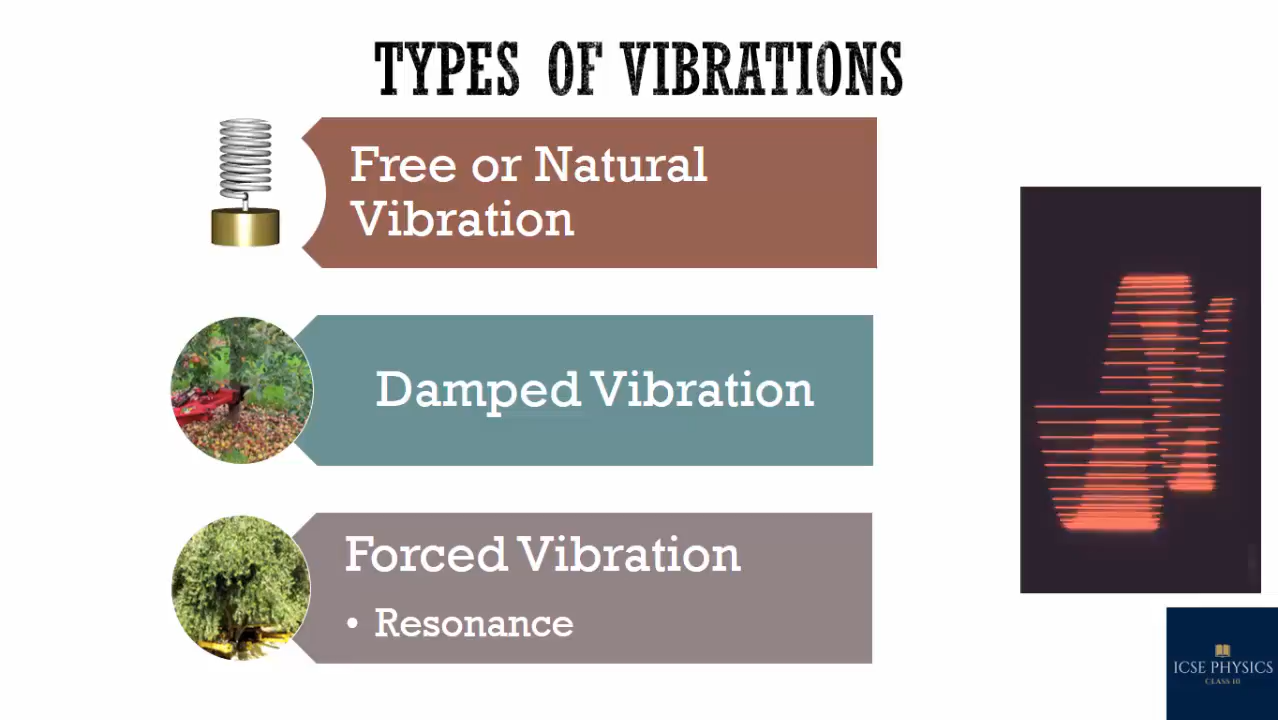 TYPES OF VIBRATIONS
Free or Natural
Vibration
Damped Vibration
Forced Vibration
• Resonance
ICSE PHYSICS
CLASS 10